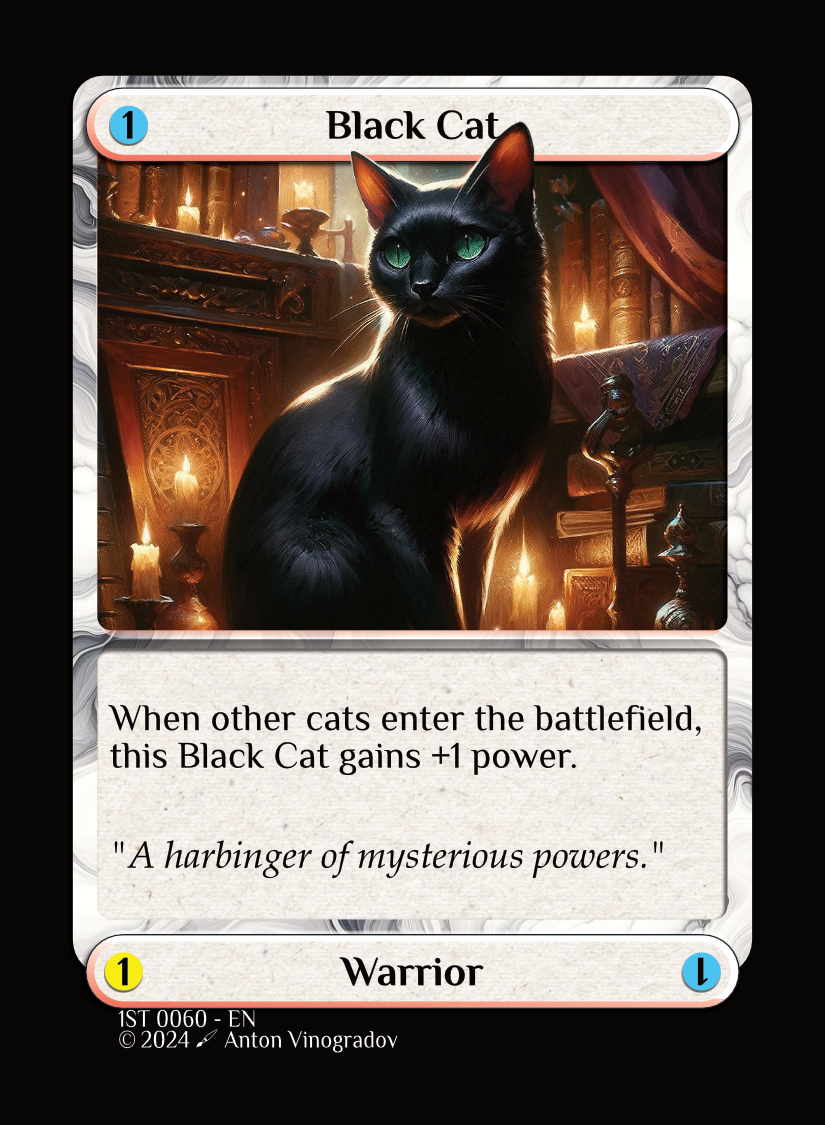 1 Black Cat
When other cats enter the battlefield,
this Black Cat gains +1 power.
"A harbinger of mysterious powers."
1 Warrior 1
1ST 0060 - EN
© 2024 Anton Vinogradov